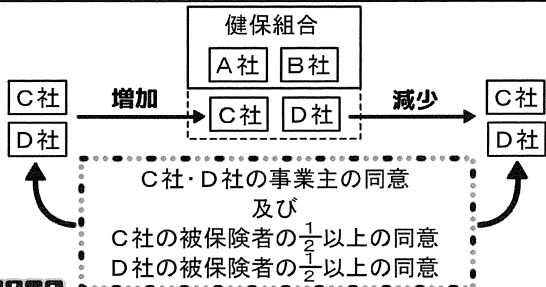 健保組合
A社 B社
C社 増加 C社 D社 減少 C社
D社 D社
C社・D社の事業主の同意
及び
C社の被保険者の1/2以上の同意
D社の被保険者の1/2以上の同意